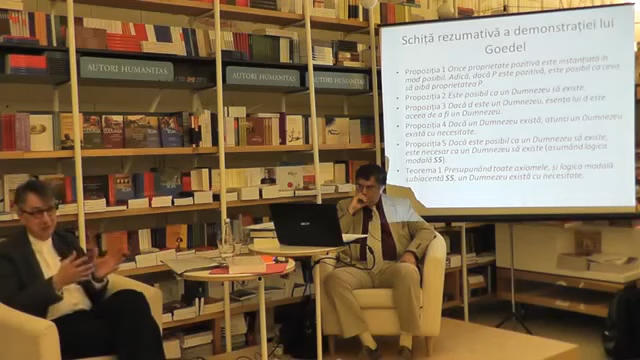 Schiță rezumativă a demonstrației lui
Goedel
• Propoziția 1 Orice proprietate pozitivă este instanțiată în
mod posibil. Adică, dacă P este pozitivă, este posibil ca ceva
să aibă proprietatea P.
• Propoziția 2 Este posibil ca un Dumnezeu să existe.
• Propoziția 3 Dacă d este un Dumnezeu, esența lui d este
aceea de a fi un Dumnezeu.
• Propoziția 4 Dacă un Dumnezeu există, atunci un Dumnezeu
există cu necesitate.
• Propoziția 5 Dacă este posibil ca un Dumnezeu să existe,
este necesar ca un Dumnezeu să existe (asumând logica
modală S5).
• Teorema 1 Presupunând toate axiomele, și logica modală
subiacentă S5, un Dumnezeu există cu necesitate.
AUTORI HUMANITAS
AUTORI HUMANITAS
AUTORI HUMANITAS